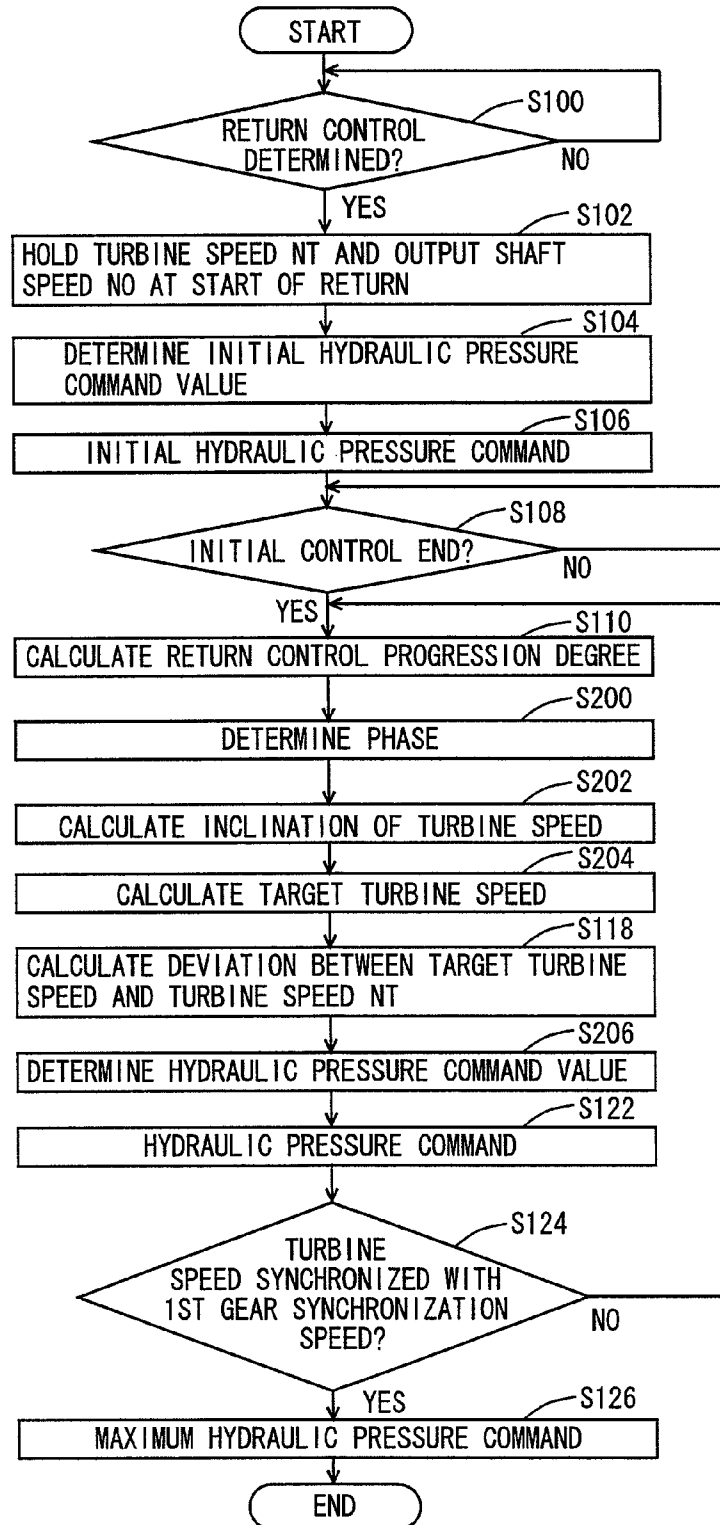 START
S100
RETURN CONTROL
DETERMINED?
NO
YES
S102
HOLD TURBINE SPEED NT AND OUTPUT SHAFT
SPEED NO AT START OF RETURN
S104
DETERMINE INITIAL HYDRAULIC PRESSURE
COMMAND VALUE
S106
INITIAL HYDRAULIC PRESSURE COMMAND
S108
INITIAL CONTROL END?
NO
YES
S110
CALCULATE RETURN CONTROL PROGRESSION DEGREE
S200
DETERMINE PHASE
S202
CALCULATE INCLINATION OF TURBINE SPEED
S204
CALCULATE TARGET TURBINE SPEED
S118
CALCULATE DEVIATION BETWEEN TARGET TURBINE
SPEED AND TURBINE SPEED NT
S206
DETERMINE HYDRAULIC PRESSURE COMMAND VALUE
S122
HYDRAULIC PRESSURE COMMAND
S124
TURBINE
SPEED SYNCHRONIZED WITH
1ST GEAR SYNCHRONIZATION
SPEED?
NO
YES
S126
MAXIMUM HYDRAULIC PRESSURE COMMAND
END